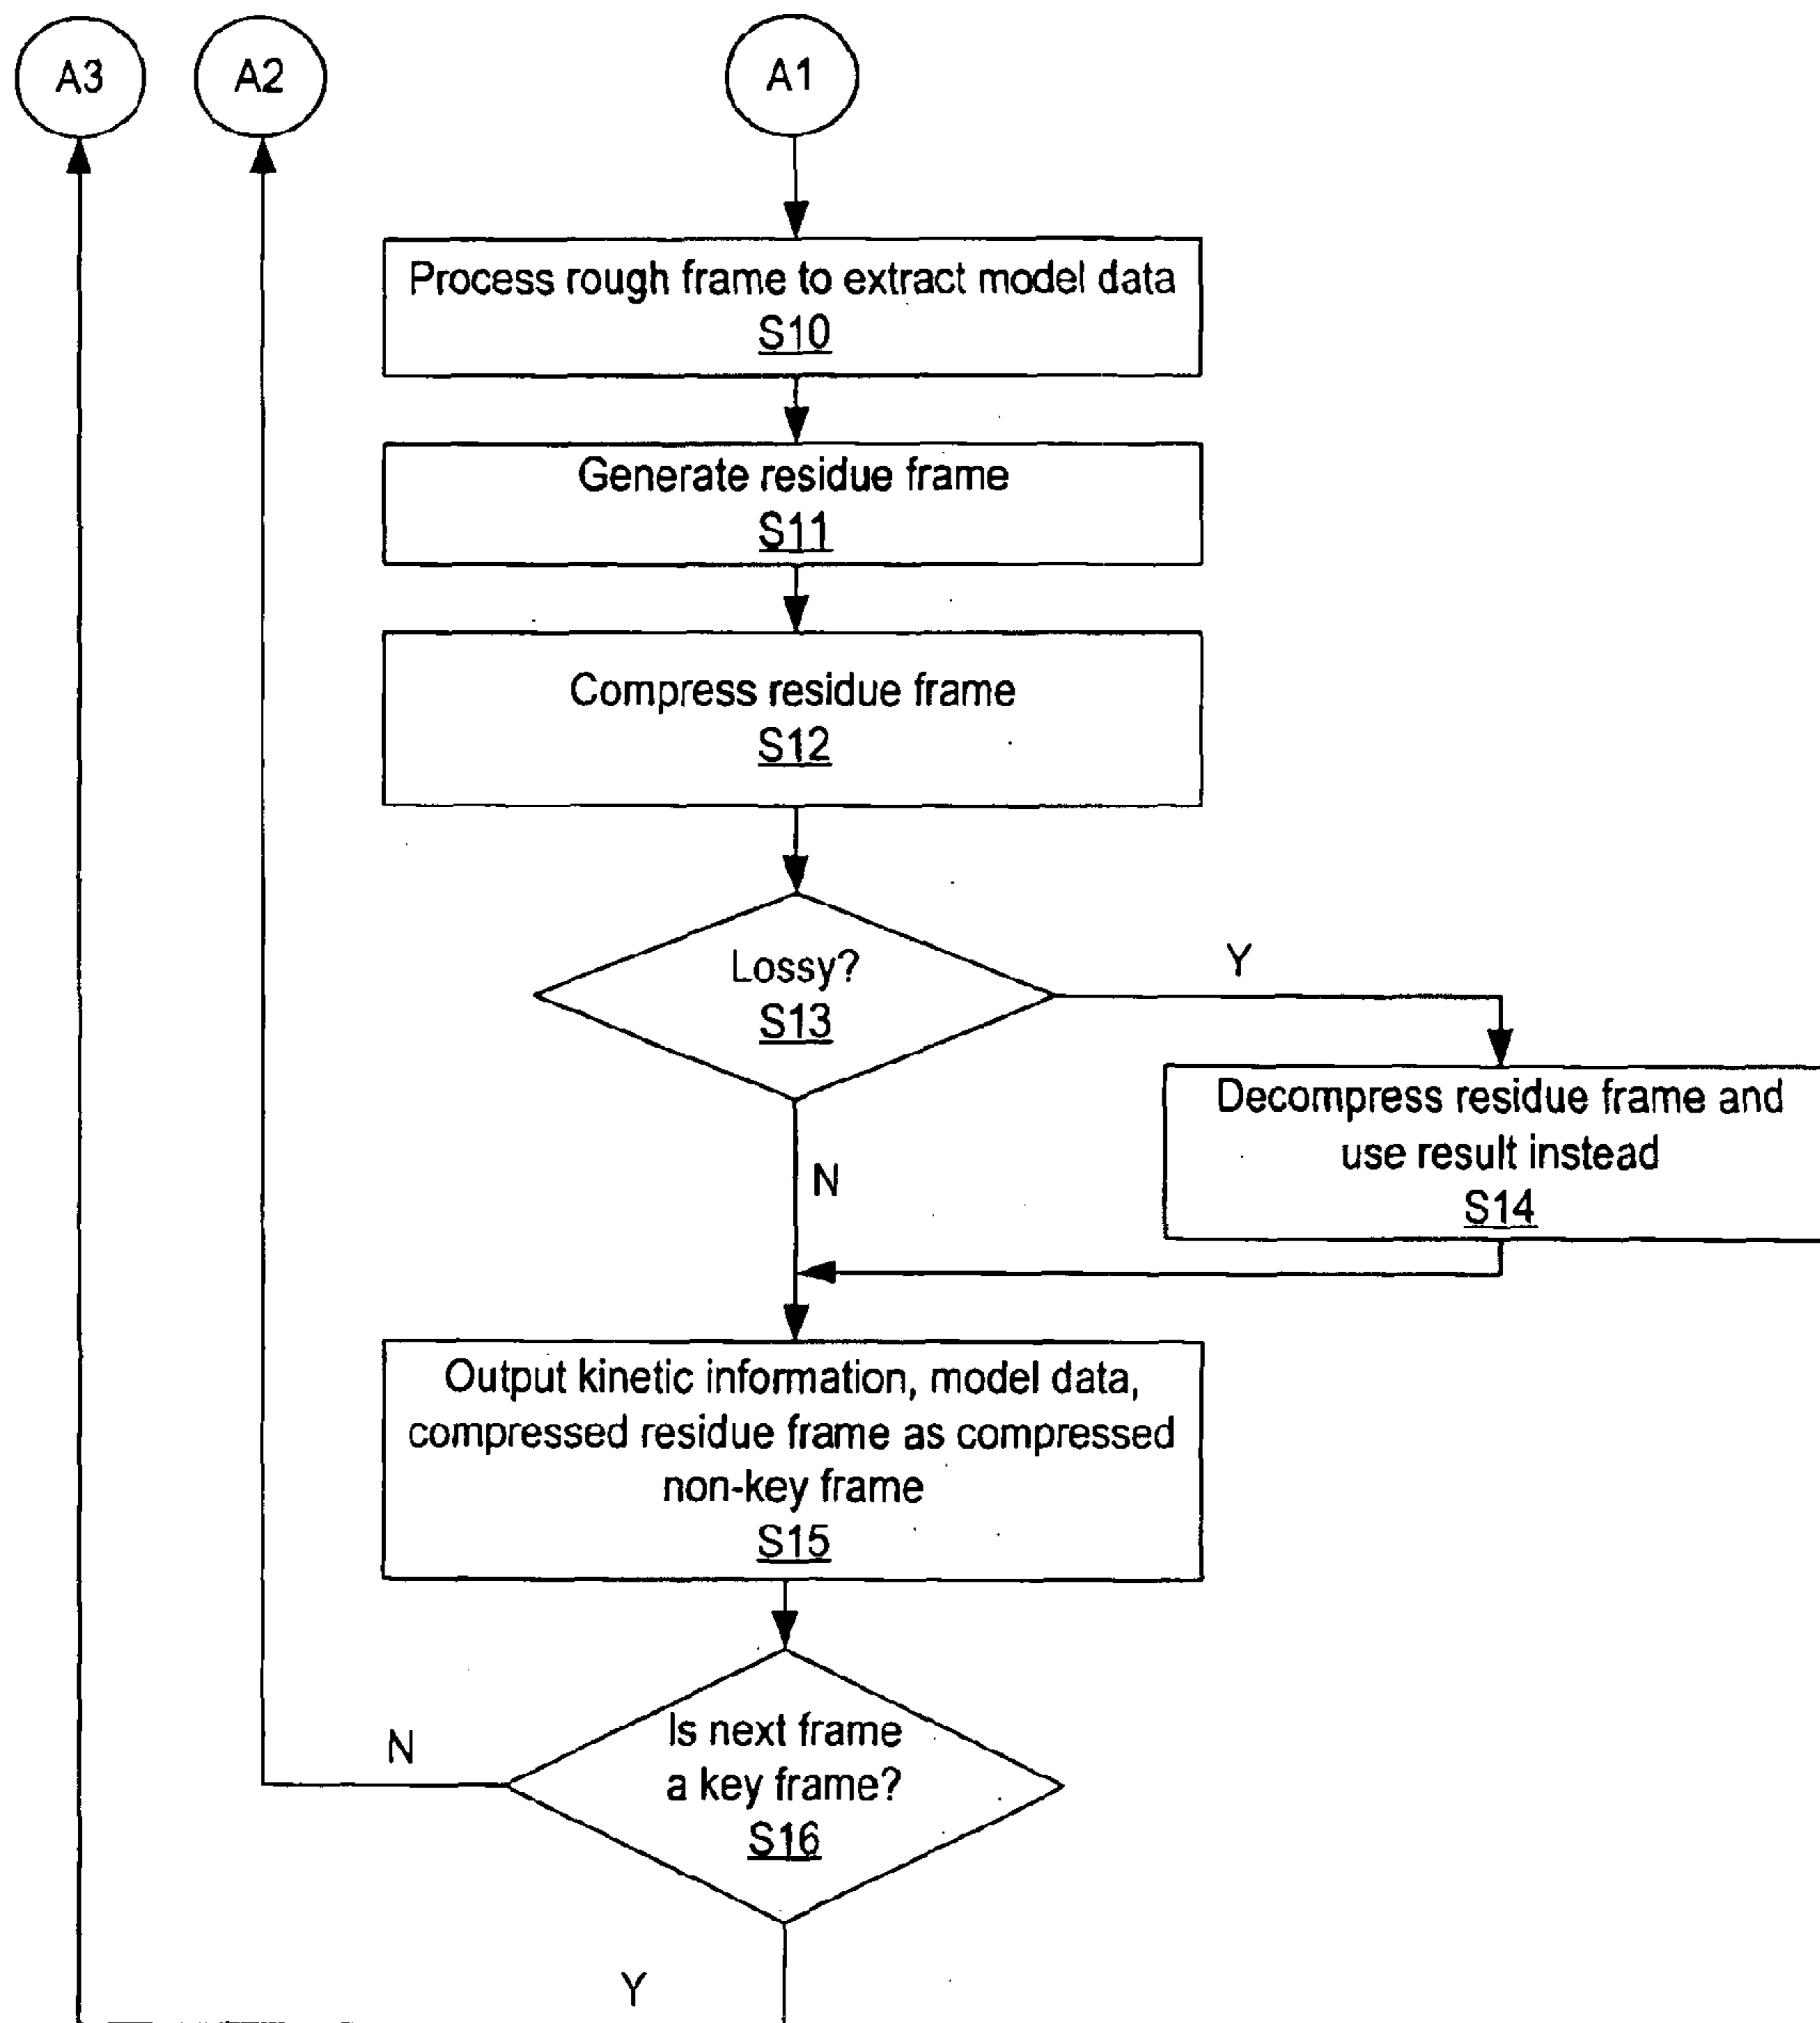 A3
A2
A1
Process rough frame to extract model data
S10
Generate residue frame
S11
Compress residue frame
S12
Lossy?
S13
Y
Decompress residue frame and
use result instead
S14
N
Output kinetic information, model data,
compressed residue frame as compressed
non-key frame
S15
Is next frame
a key frame?
S16
N
Y